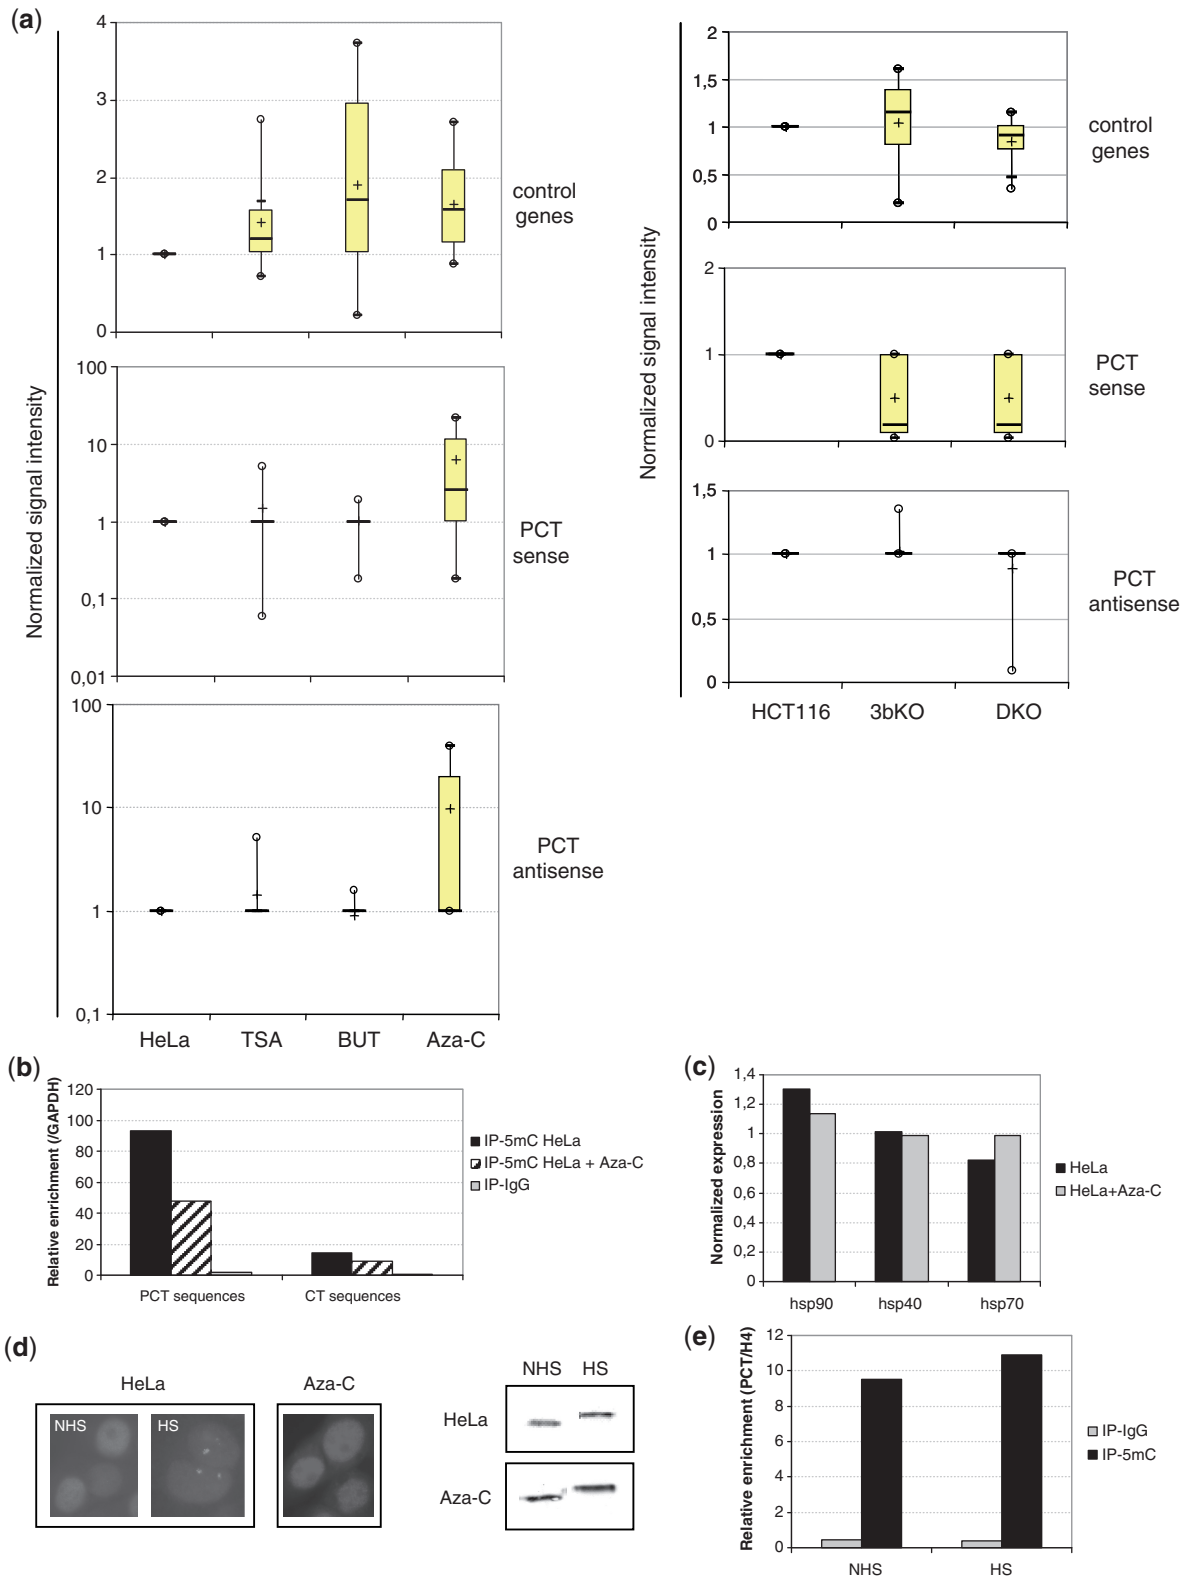 (a)
Normalized signal intensity
4
3
2
1
0
control
genes
100
10
1
0,1
0,01
PCT
sense
100
10
1
0,1
PCT
antisense
HeLa TSA BUT Aza-C
Normalized signal intensity
2
1,5
1
0,5
0
control
genes
2
1
0
PCT
sense
1,5
1
0,5
0
PCT
antisense
HCT116 3bKO DKO
(b)
Relative enrichment (/GAPDH)
120
100
80
60
40
20
0
PCT sequences CT sequences
IP-5mC HeLa
IP-5mC HeLa + Aza-C
IP-IgG
(c)
Normalized expression
1,4
1,2
1
0,8
0,6
0,4
0,2
0
hsp90 hsp40 hsp70
HeLa
HeLa+Aza-C
(d)
HeLa Aza-C
NHS HS
NHS HS
HeLa
Aza-C
(e)
Relative enrichment (PCT/H4)
12
10
8
6
4
2
0
NHS HS
IP-IgG
IP-5mC